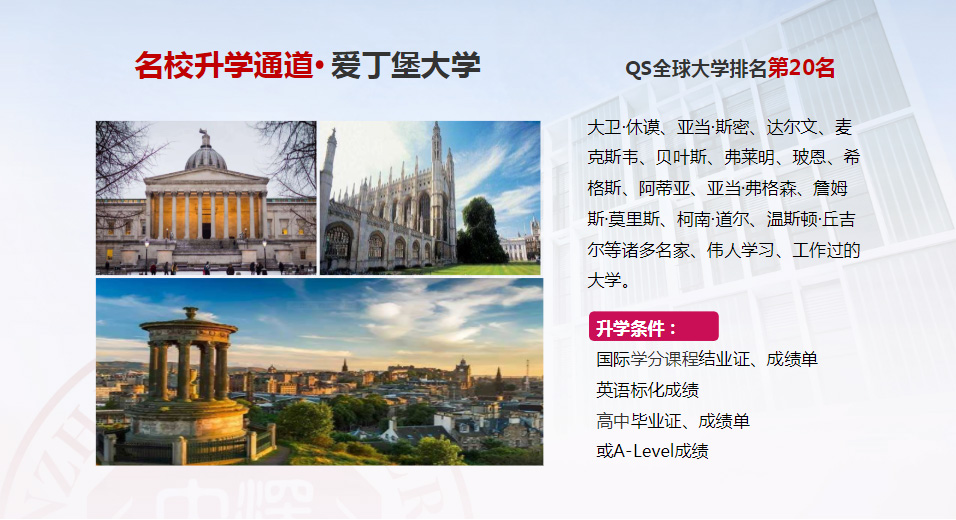 名校升学通道·爱丁堡大学
QS全球大学排名第20名
大卫·休谟、亚当·斯密、达尔文、麦
克斯韦、贝叶斯、弗莱明、玻恩、希
格斯、阿蒂亚、亚当·弗格森、詹姆
斯·莫里斯、柯南·道尔、温斯顿·丘吉
尔等诸多名家、伟人学习、工作过的
大学。
升学条件：
国际学分课程结业证、成绩单
英语标化成绩
高中毕业证、成绩单
或A-Level成绩